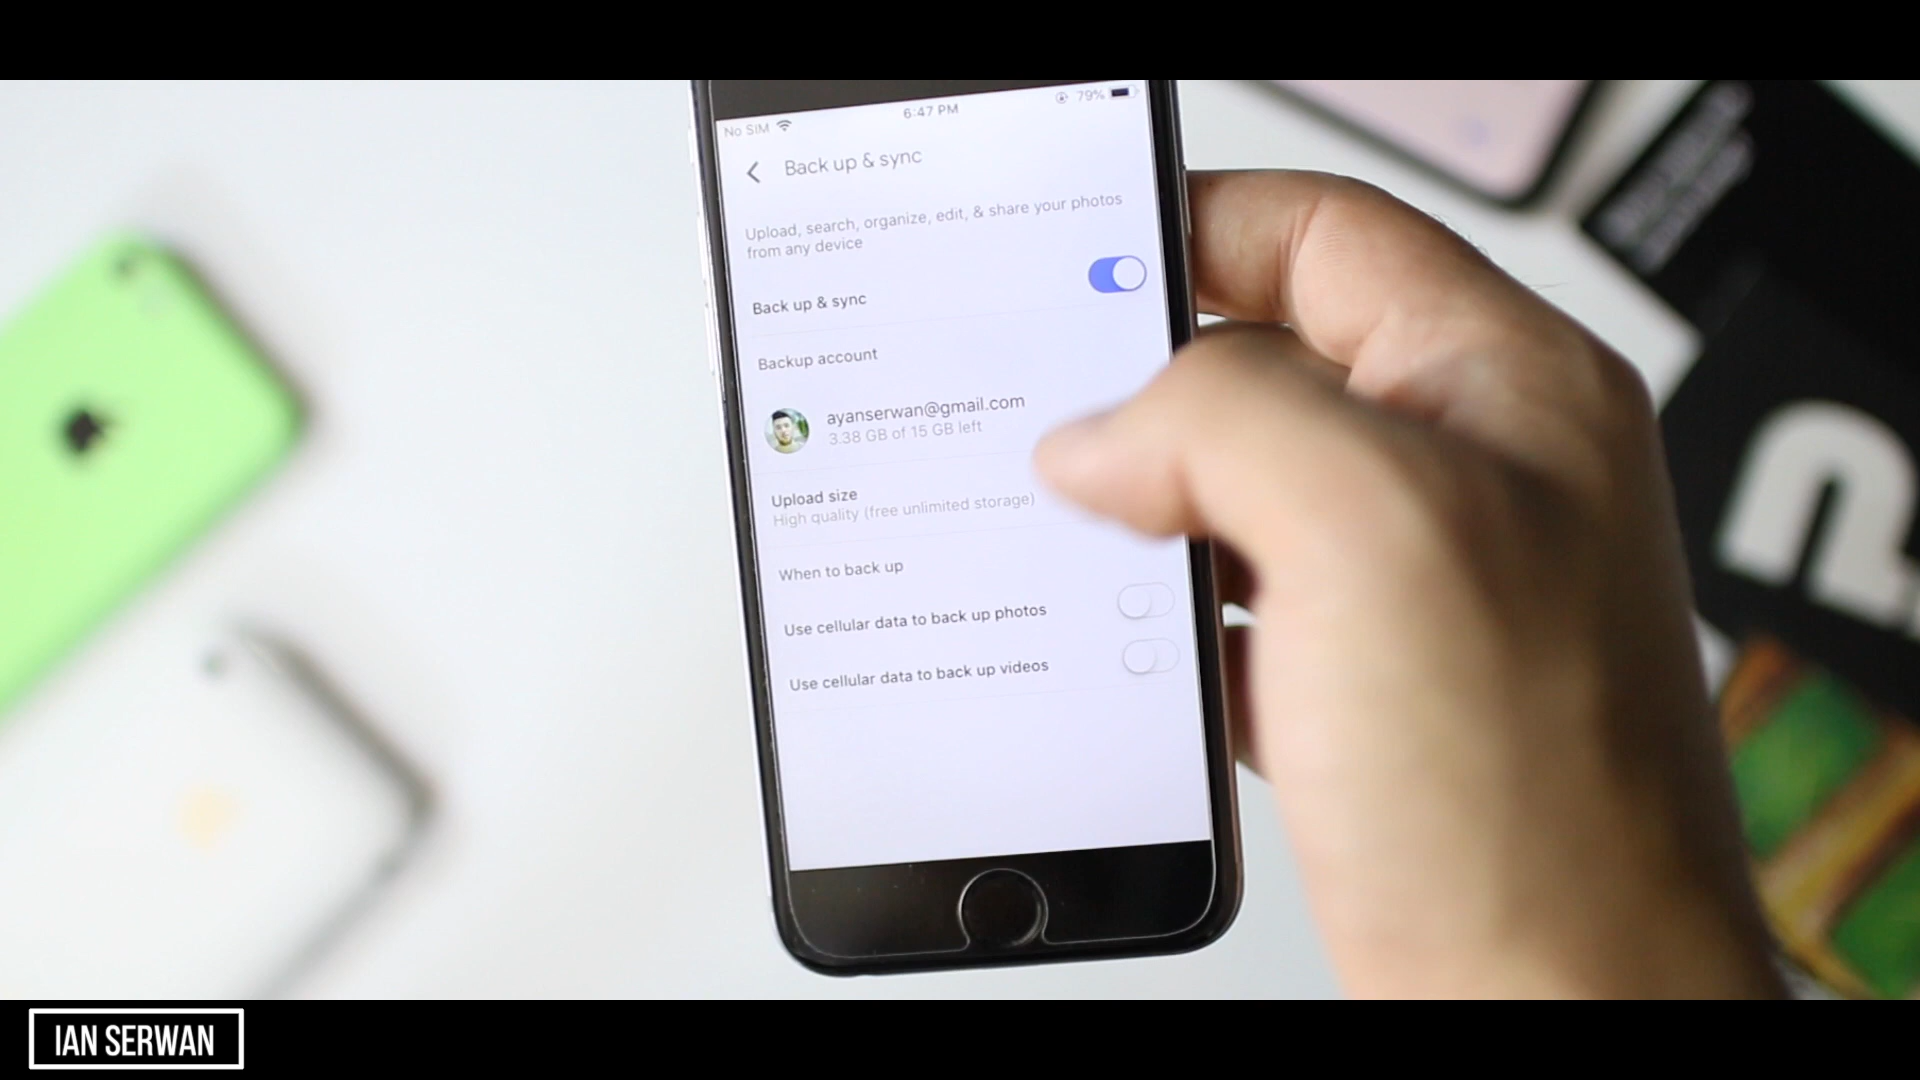 No SIM 6:47 PM 79%
Back up & sync
Upload, search, organize, edit, & share your photos
from any device
Back up & sync
Backup account
ayanserwan@gmail.com
3.38 GB of 15 GB left
Upload size
High quality (free unlimited storage)
When to back up
Use cellular data to back up photos
Use cellular data to back up videos
IAN SERWAN